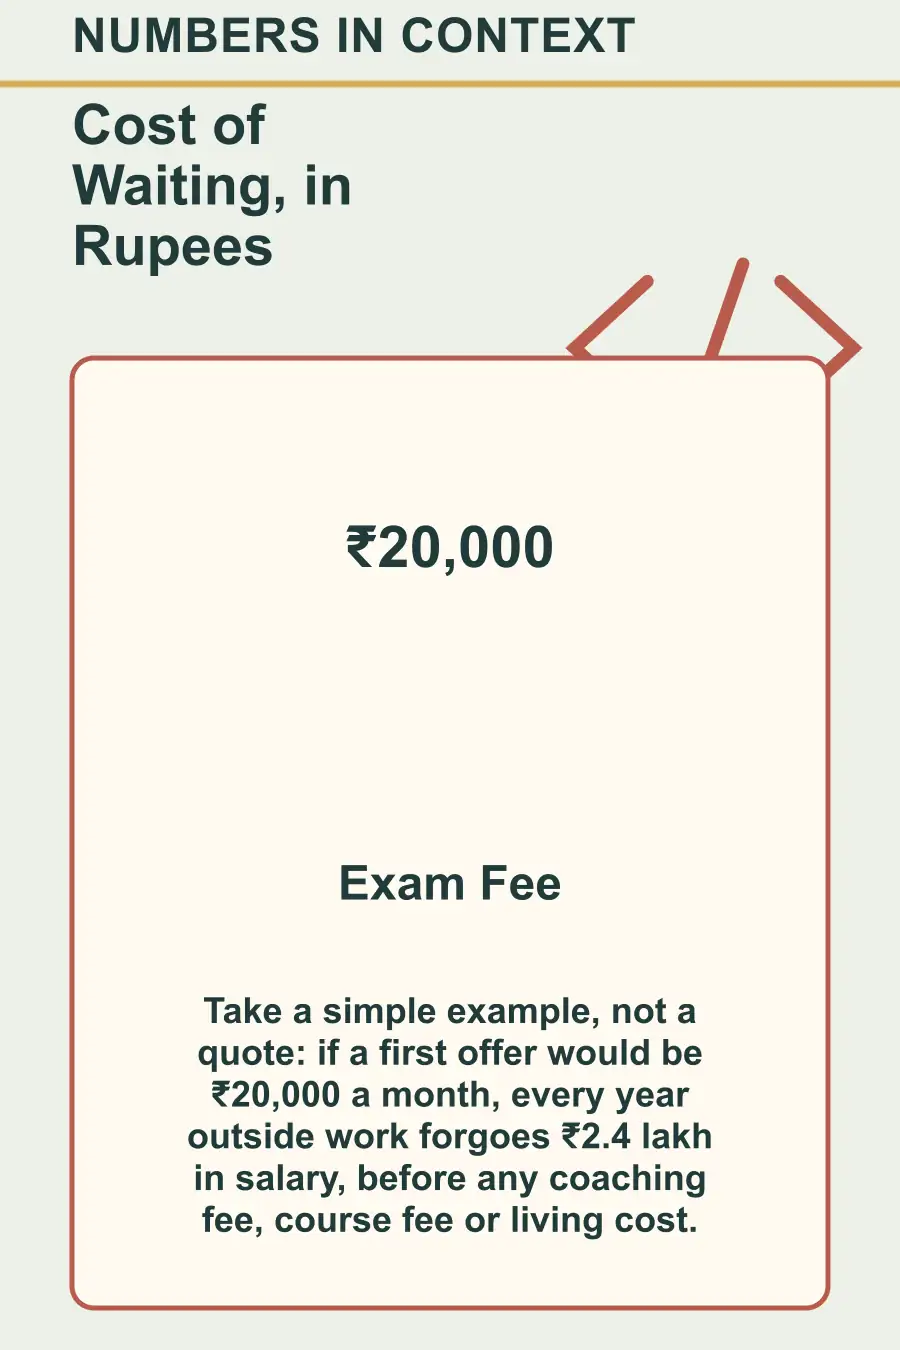 NUMBERS IN CONTEXT
Cost of
Waiting, in
Rupees
₹20,000
Exam Fee
Take a simple example, not a
quote: if a first offer would be
₹20,000 a month, every year
outside work forgoes ₹2.4 lakh
in salary, before any coaching
fee, course fee or living cost.